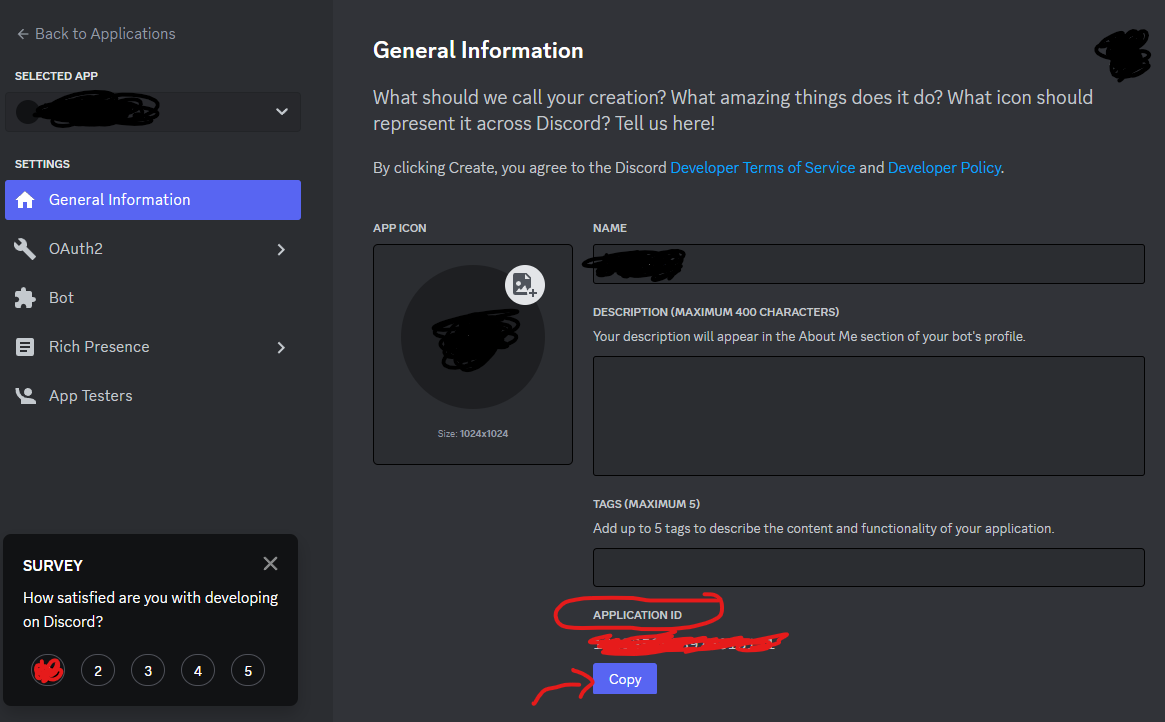 ← Back to Applications
SELECTED APP
SETTINGS
General Information
OAuth2
Bot
Rich Presence
App Testers
SURVEY
How satisfied are you with developing
on Discord?
2 3 4 5
General Information
What should we call your creation? What amazing things does it do? What icon should
represent it across Discord? Tell us here!
By clicking Create, you agree to the Discord Developer Terms of Service and Developer Policy.
APP ICON
Size: 1024x1024
NAME
DESCRIPTION (MAXIMUM 400 CHARACTERS)
Your description will appear in the About Me section of your bot's profile.
TAGS (MAXIMUM 5)
Add up to 5 tags to describe the content and functionality of your application.
APPLICATION ID
Copy